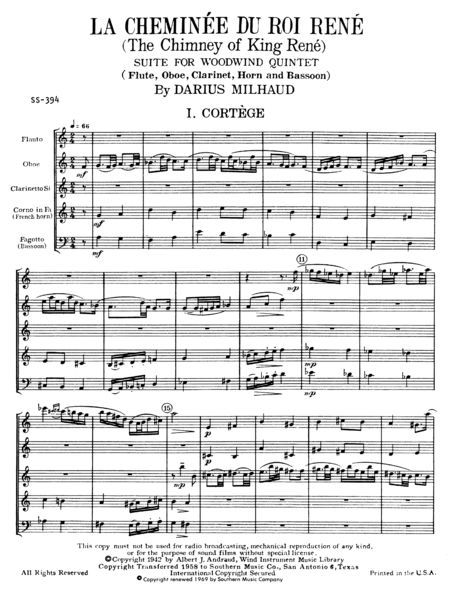 LA CHEMINÉE DU ROI RENÉ
(The Chimney of King René)
SUITE FOR WOODWIND QUINTET
(Flute, Oboe, Clarinet, Horn and Bassoon)
By DARIUS MILHAUD
SS-394
I. CORTÈGE
♩ = 66
Flauto
Oboe
mf
Clarinetto Si♭
Corno in F
(French horn)
mf
Fagotto
(Bassoon)
mf
11
mp
15
p
p
mp
p
p
This copy must not be used for radio broadcasting, mechanical reproduction of any kind,
or for the purpose of sound films without special license.
©Copyright 1942 by Albert J. Andraud, Wind Instrument Music Library
Copyright Transferred 1958 to Southern Music Co., San Antonio 6, Texas
All Rights Reserved
International Copyright Secured
Printed in the U.S.A.
© Copyright renewed 1969 by Southern Music Company